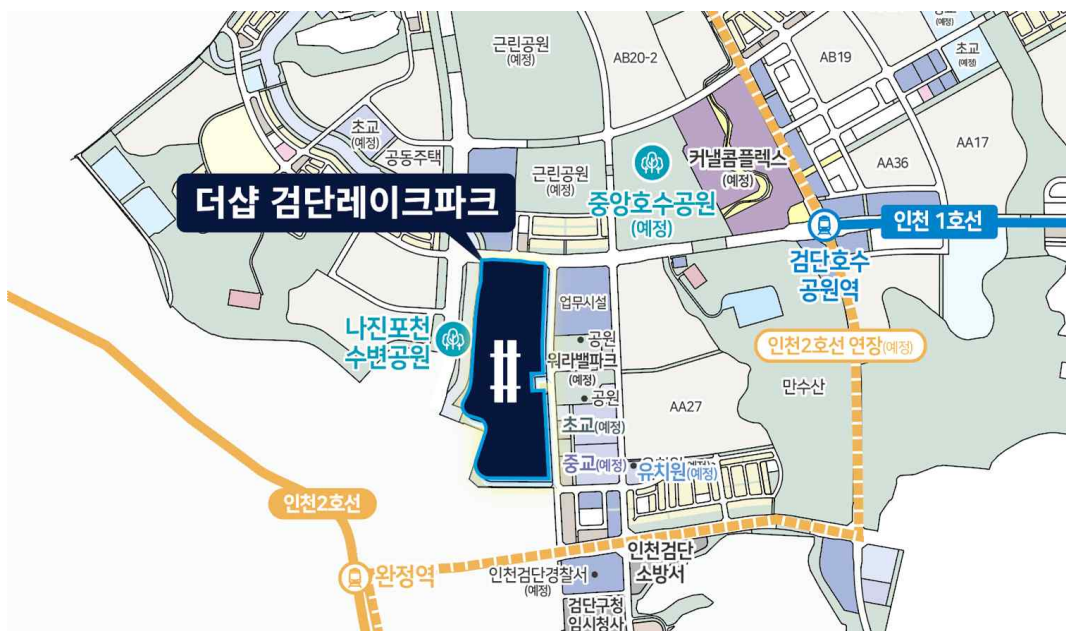 근린공원
(예정)
AB20-2
AB19
초교
(예정)
초교
(예정)
공동주택
근린공원
(예정)
중앙호수공원
(예정)
커낼콤플렉스
(예정)
AA36
AA17
더샵 검단레이크파크
인천 1호선
검단호수
공원역
업무시설
나진포천
수변공원
공원
워라밸파크
(예정)
공원
인천2호선 연장(예정)
만수산
AA27
초교(예정)
중교(예정)
유치원(예정)
인천2호선
완정역
인천검단
소방서
인천검단경찰서
(예정)
검단구청
임시청사